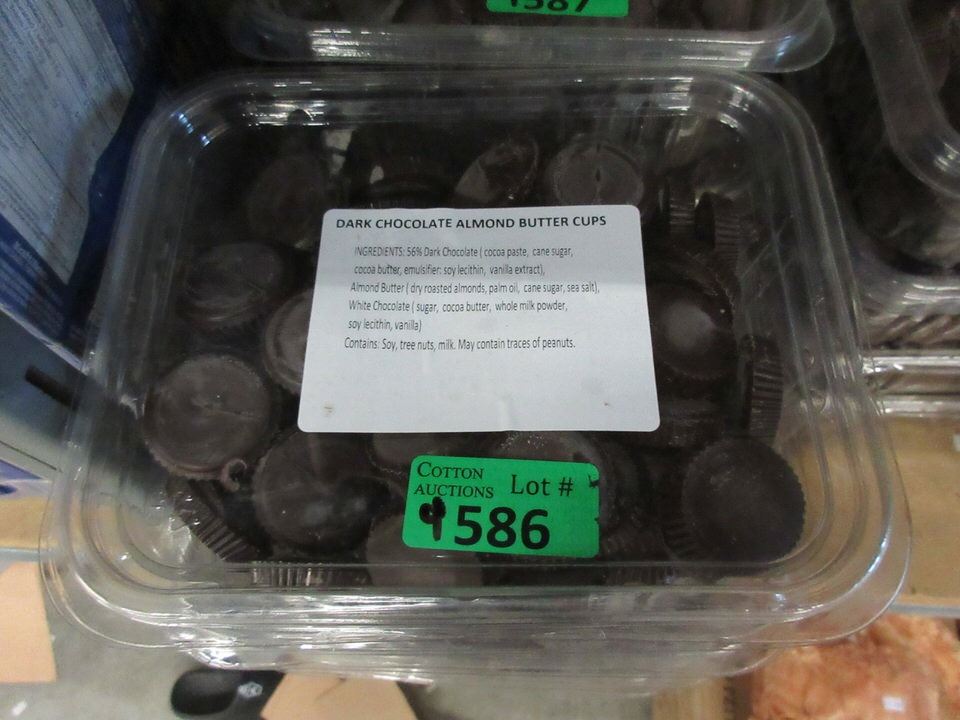 1587
DARK CHOCOLATE ALMOND BUTTER CUPS
INGREDIENTS: 56% Dark Chocolate ( cocoa paste, cane sugar,
cocoa butter, emulsifier: soy lecithin, vanilla extract),
Almond Butter ( dry roasted almonds, palm oil, cane sugar, sea salt),
White Chocolate ( sugar, cocoa butter, whole milk powder,
soy lecithin, vanilla)
Contains: Soy, tree nuts, milk. May contain traces of peanuts.
COTTON
AUCTIONS Lot #
586